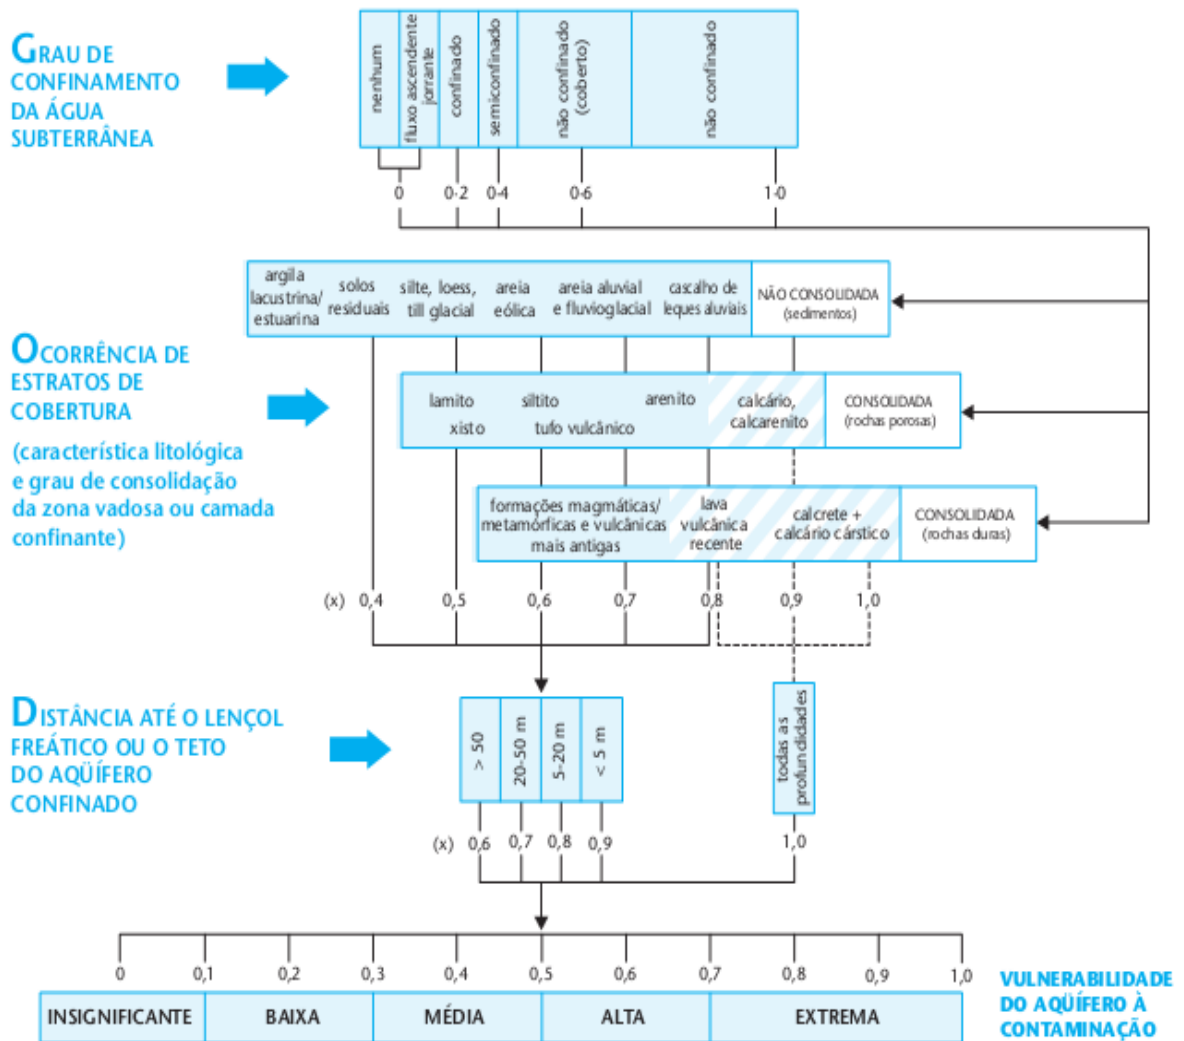 GRAU DE
CONFINAMENTO
DA ÁGUA
SUBTERRÂNEA
nenhum
fluxo ascendente
jorrante
confinado
semiconfinado
não confinado
(coberto)
não confinado
0
0·2
0·4
0·6
1·0
OCORRÊNCIA DE
ESTRATOS DE
COBERTURA
(característica litológica
e grau de consolidação
da zona vadosa ou camada
confinante)
argila
lacustrina/
estuarina
solos
residuais
silte, loess,
till glacial
areia
eólica
areia aluvial
e fluvioglacial
cascalho de
leques aluviais
NÃO CONSOLIDADA
(sedimentos)
lamito
xisto
siltito
tufo vulcânico
arenito
calcário,
calcarenito
CONSOLIDADA
(rochas porosas)
formações magmáticas/
metamórficas e vulcânicas
mais antigas
lava
vulcânica
recente
calcrete +
calcário cárstico
CONSOLIDADA
(rochas duras)
(x) 0,4 0,5 0,6 0,7 0,8 0,9 1,0
DISTÂNCIA ATÉ O LENÇOL
FREÁTICO OU O TETO
DO AQÜÍFERO
CONFINADO
> 50
20-50 m
5-20 m
< 5 m
todas as
profundidades
(x) 0,6 0,7 0,8 0,9 1,0
0 0,1 0,2 0,3 0,4 0,5 0,6 0,7 0,8 0,9 1,0
INSIGNIFICANTE BAIXA MÉDIA ALTA EXTREMA
VULNERABILIDADE
DO AQÜÍFERO À
CONTAMINAÇÃO